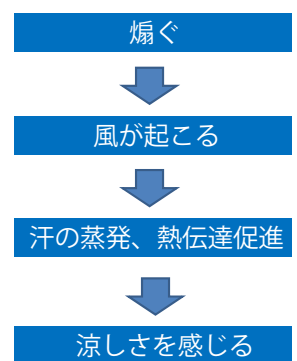 煽ぐ
風が起こる
汗の蒸発、熱伝達促進
涼しさを感じる